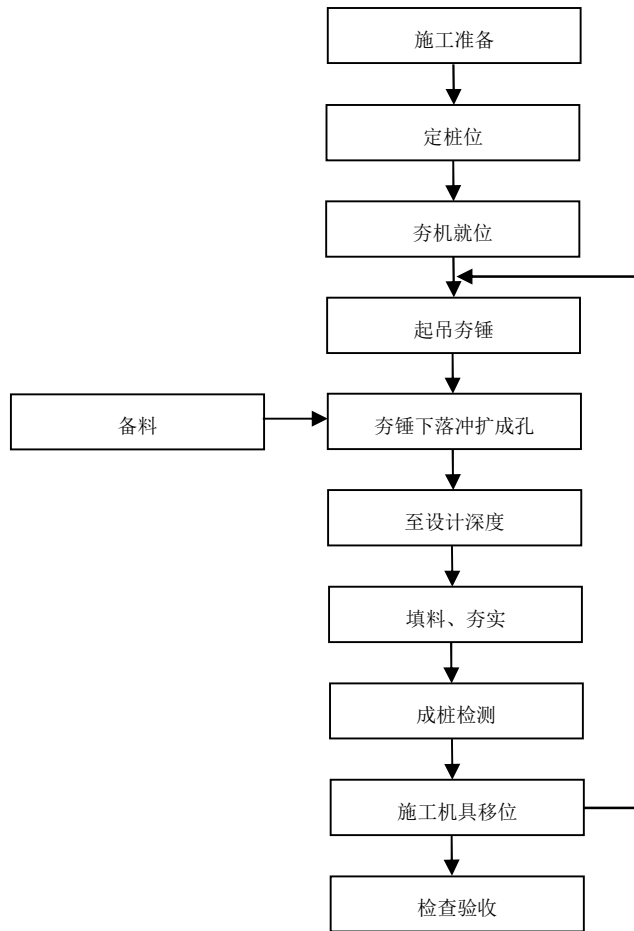 施工准备
定桩位
夯机就位
起吊夯锤
备料
夯锤下落冲扩成孔
至设计深度
填料、夯实
成桩检测
施工机具移位
检查验收